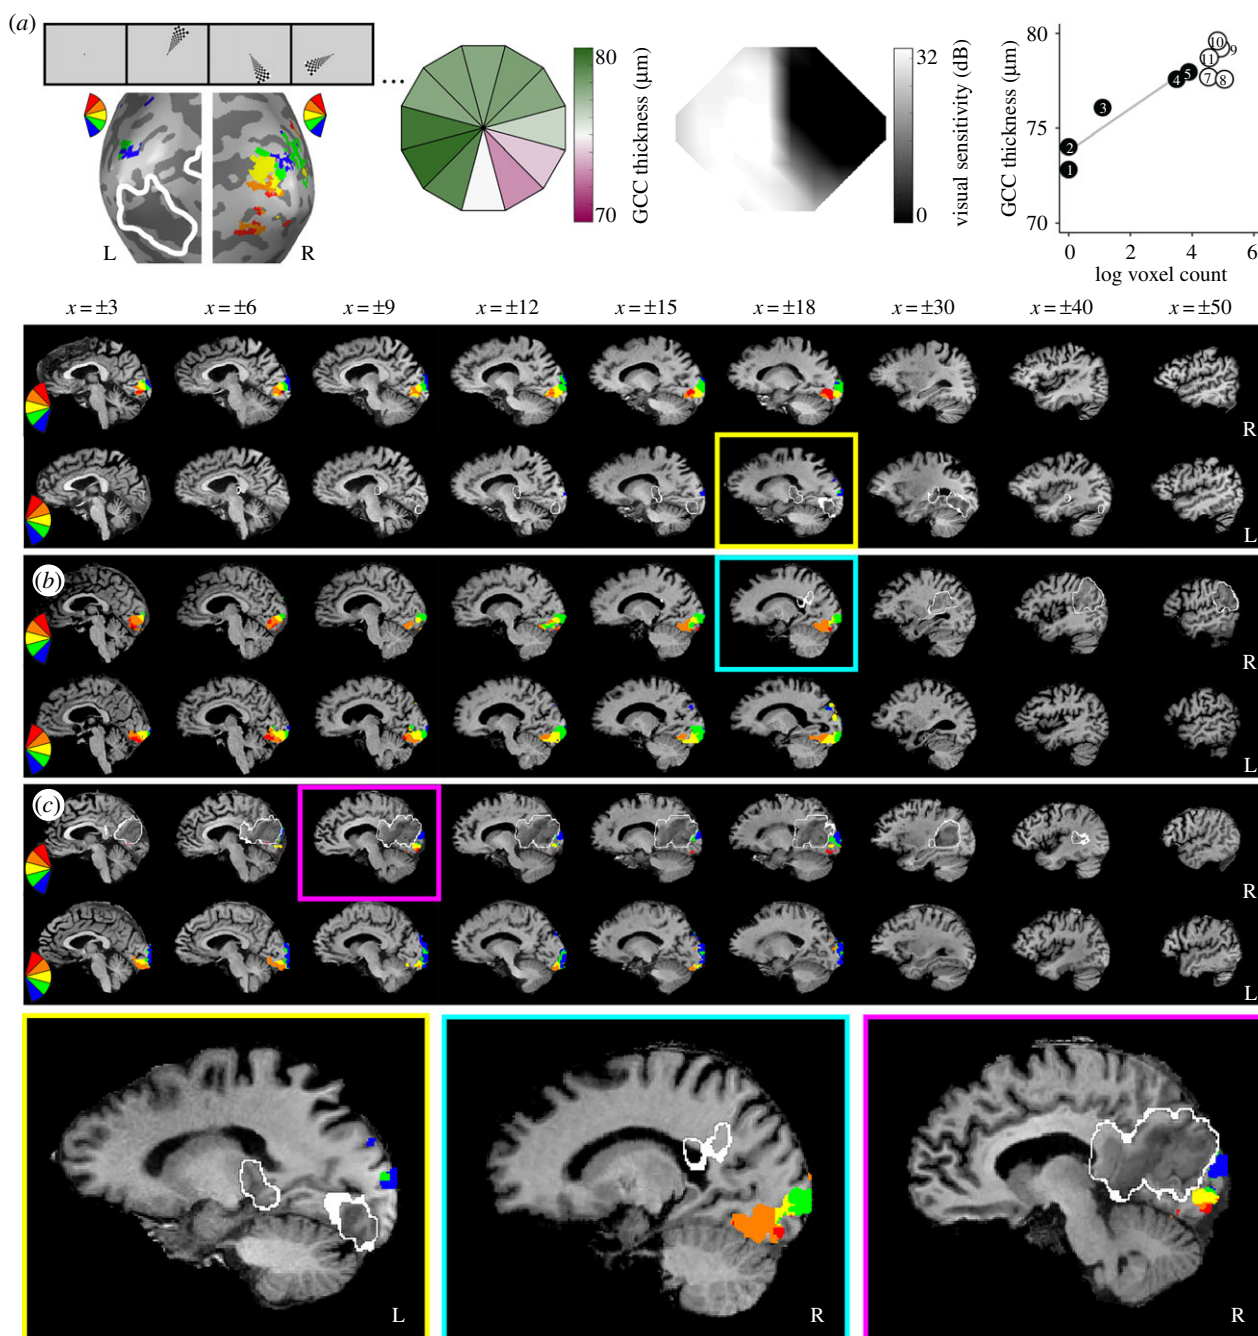 (a)
...
L
R
80
70
GCC thickness (μm)
32
0
visual sensitivity (dB)
80
75
70
GCC thickness (μm)
1
2
3
4
5
7
8
9
10
11
0
2
4
6
log voxel count
x = ±3
x = ±6
x = ±9
x = ±12
x = ±15
x = ±18
x = ±30
x = ±40
x = ±50
R
L
(b)
R
L
(c)
R
L
L
R
R